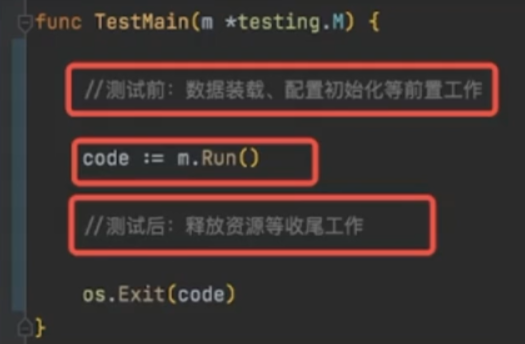 func TestMain(m *testing.M) {
//测试前：数据装载、配置初始化等前置工作
code := m.Run()
//测试后：释放资源等收尾工作
os.Exit(code)
}